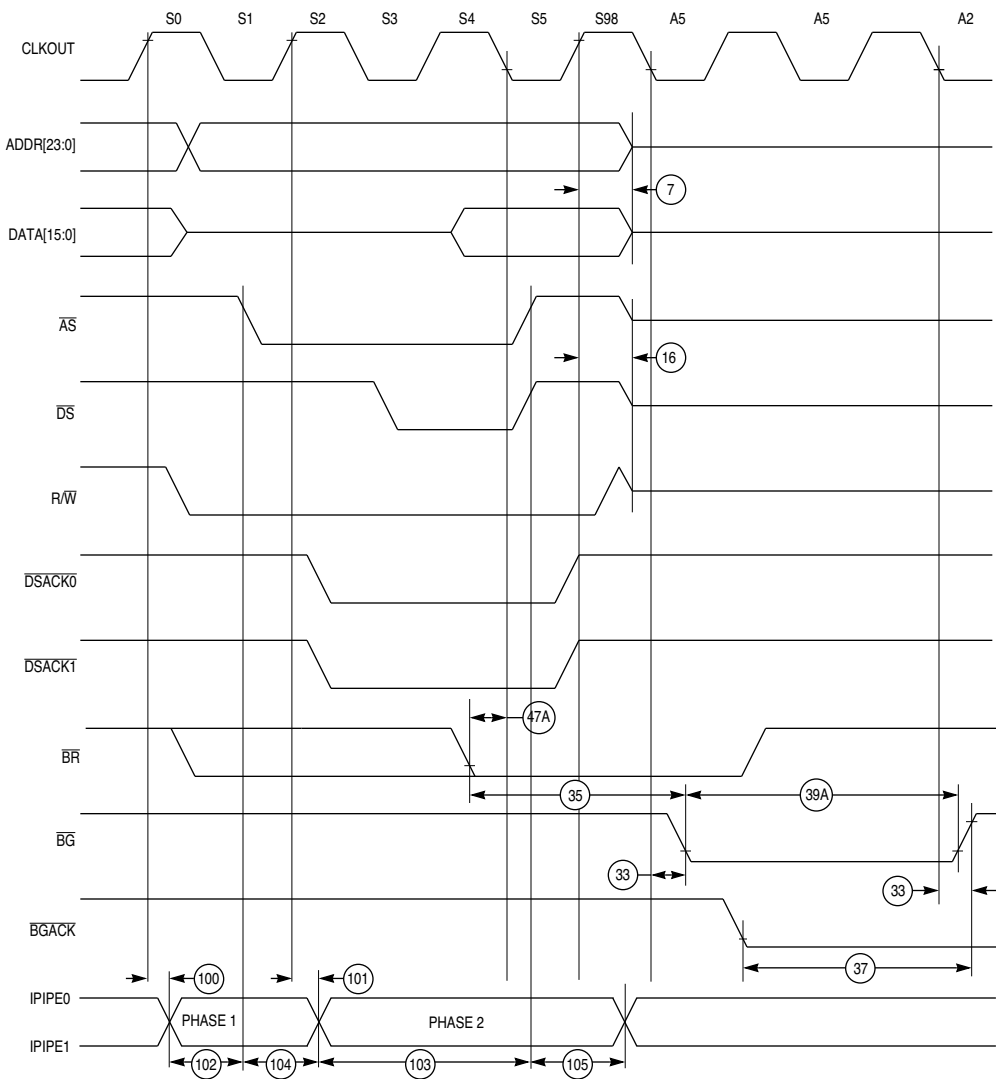 S0 S1 S2 S3 S4 S5 S98 A5 A5 A2
CLKOUT
ADDR[23:0]
7
DATA[15:0]
AS
16
DS
R/W
DSACK0
DSACK1
47A
BR
35 39A
BG
33 33
BGACK
37
100 101
IPIPE0
PHASE 1 PHASE 2
IPIPE1
102 104 103 105